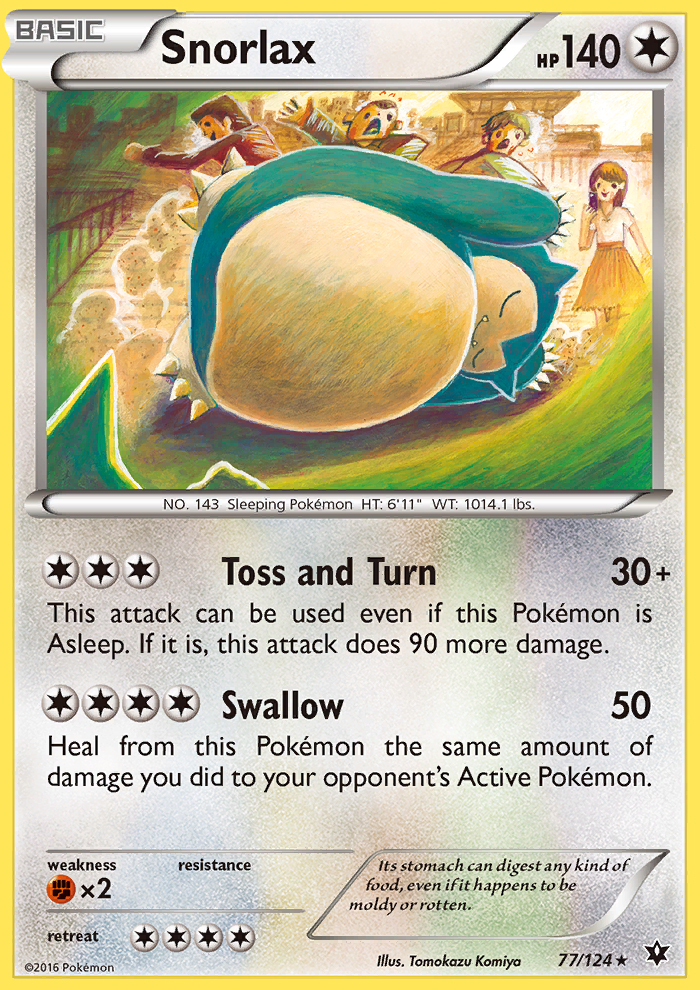 BASIC
Snorlax
HP 140
NO. 143 Sleeping Pokémon HT: 6'11" WT: 1014.1 lbs.
Toss and Turn 30+
This attack can be used even if this Pokémon is
Asleep. If it is, this attack does 90 more damage.
Swallow 50
Heal from this Pokémon the same amount of
damage you did to your opponent's Active Pokémon.
weakness resistance
×2
Its stomach can digest any kind of
food, even if it happens to be
moldy or rotten.
retreat
©2016 Pokémon
Illus. Tomokazu Komiya 77/124 ★